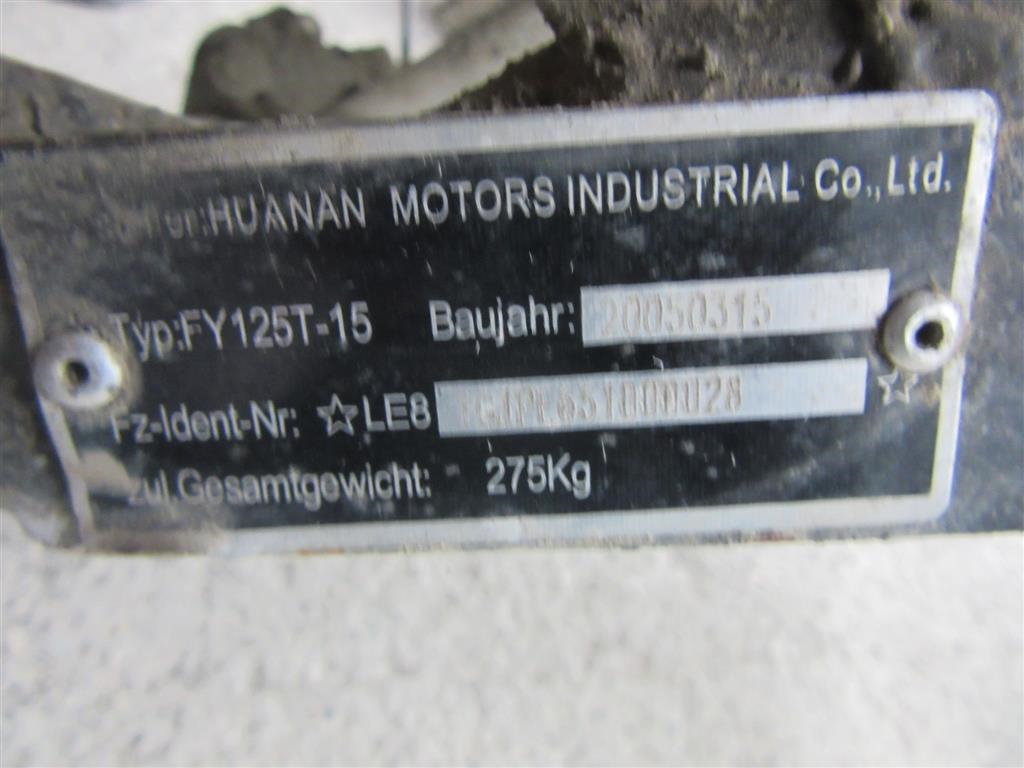 HUANAN MOTORS INDUSTRIAL Co.,Ltd.
Typ:FY125T-15 Baujahr: 20050315
Fz-Ident-Nr: ☆LE8 ☆
zul.Gesamtgewicht: 275Kg